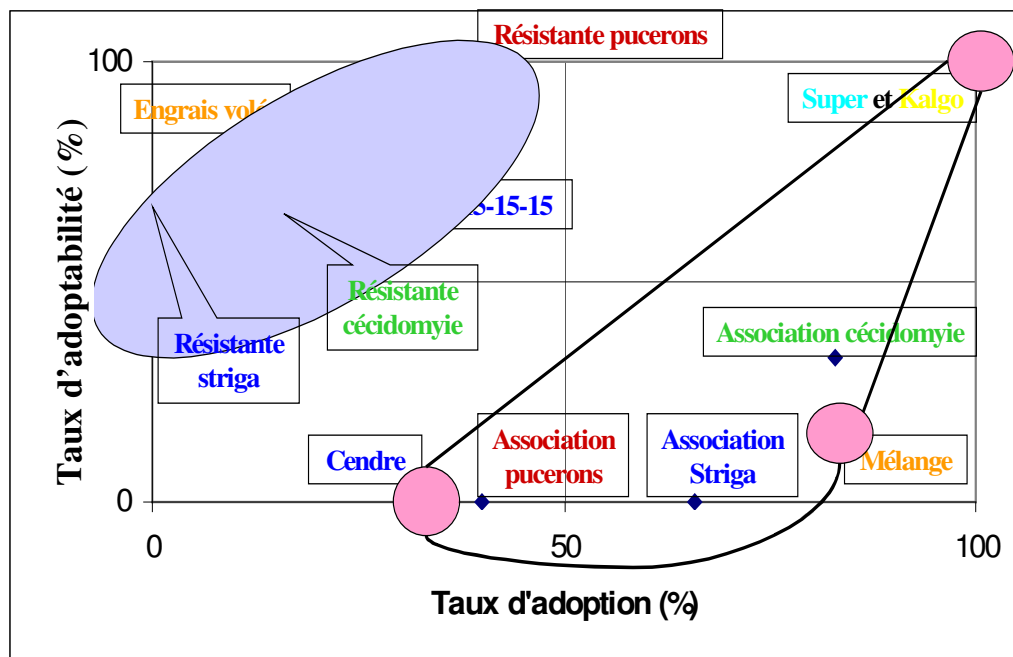 Résistante pucerons
100
Engrais volé
Super et Kalgo
15-15-15
Taux d'adoptabilité (%)
Résistante
cécidomyie
Résistante
striga
Association cécidomyie
Cendre
Association
pucerons
Association
Striga
Mélange
0
0
50
100
Taux d'adoption (%)